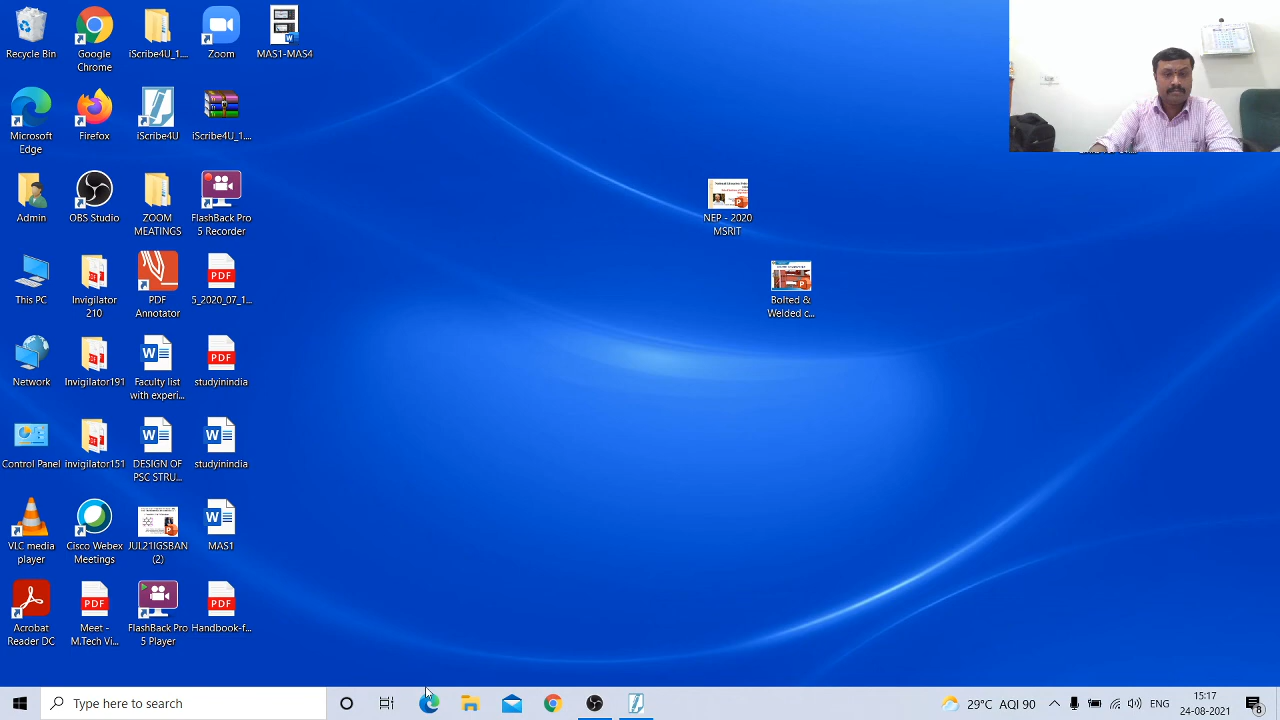 Recycle Bin
Google
Chrome
iScribe4U_1....
Zoom
MAS1-MAS4
Microsoft
Edge
Firefox
iScribe4U
iScribe4U_1....
Admin
OBS Studio
ZOOM
MEATINGS
FlashBack Pro
5 Recorder
NEP - 2020
MSRIT
This PC
Invigilator
210
PDF
Annotator
PDF
5_2020_07_1...
Bolted &
Welded c...
Network
Invigilator191
Faculty list
with experi...
PDF
studyinindia
Control Panel
invigilator151
DESIGN OF
PSC STRU...
studyinindia
VLC media
player
Cisco Webex
Meetings
JUL21IGSBAN
(2)
MAS1
Acrobat
Reader DC
PDF
Meet -
M.Tech Vi...
FlashBack Pro
5 Player
PDF
Handbook-f...
Type here to search
29°C AQI 90
ENG
15:17
24-08-2021